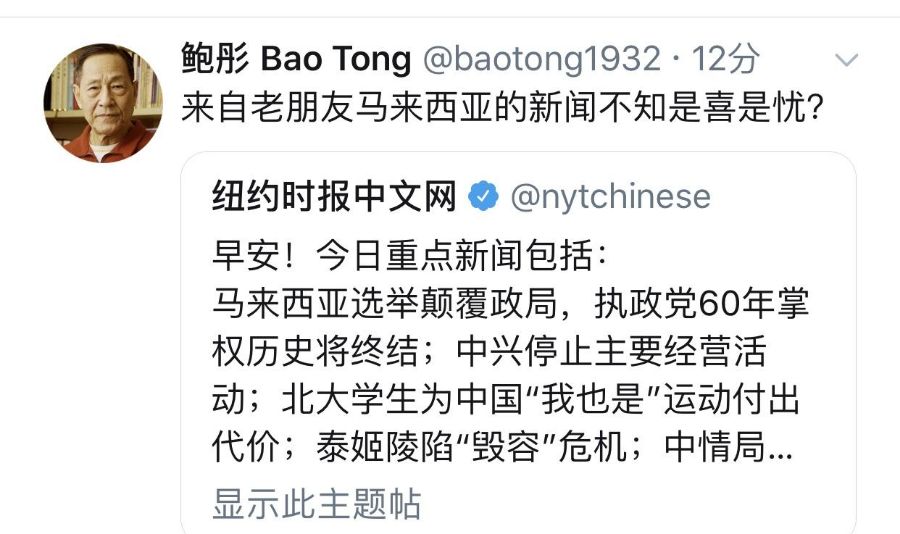 鲍彤 Bao Tong @baotong1932 · 12分
来自老朋友马来西亚的新闻不知是喜是忧?
纽约时报中文网 @nytchinese
早安！今日重点新闻包括：
马来西亚选举颠覆政局，执政党60年掌
权历史将终结；中兴停止主要经营活
动；北大学生为中国“我也是”运动付出
代价；泰姬陵陷“毁容”危机；中情局...
显示此主题帖